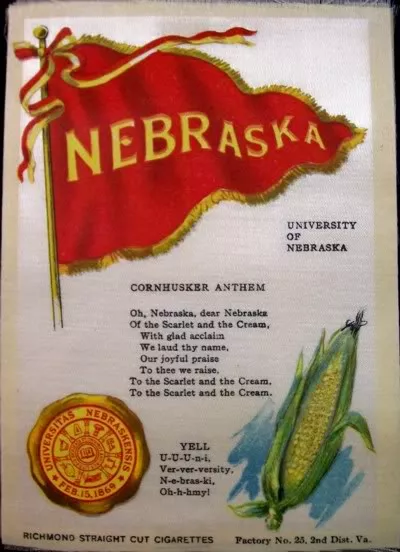 NEBRASKA
UNIVERSITY
OF
NEBRASKA
CORNHUSKER ANTHEM
Oh, Nebraska, dear Nebraska
Of the Scarlet and the Cream,
With glad acclaim
We laud thy name,
Our joyful praise
To thee we raise,
To the Scarlet and the Cream,
To the Scarlet and the Cream.
UNIVERSITAS NEBRASKENSIS
FEB. 15, 1869
YELL
U-U-U-n-i,
Ver-ver-versity,
N-e-bras-ki,
Oh-h-hmy!
RICHMOND STRAIGHT CUT CIGARETTES
Factory No. 25, 2nd Dist. Va.